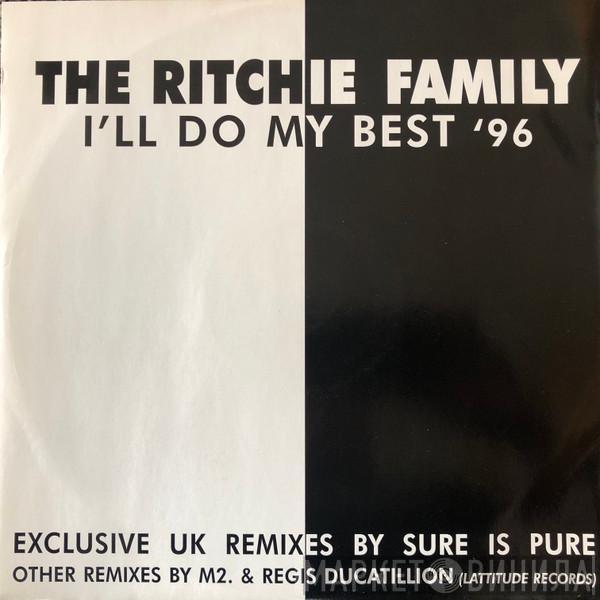 THE RITCHIE FAMILY
I'LL DO MY BEST '96
EXCLUSIVE UK REMIXES BY SURE IS PURE
OTHER REMIXES BY M2. & REGIS DUCATILLION (LATTITUDE RECORDS)
МАРКЕТ ВИНИЛА